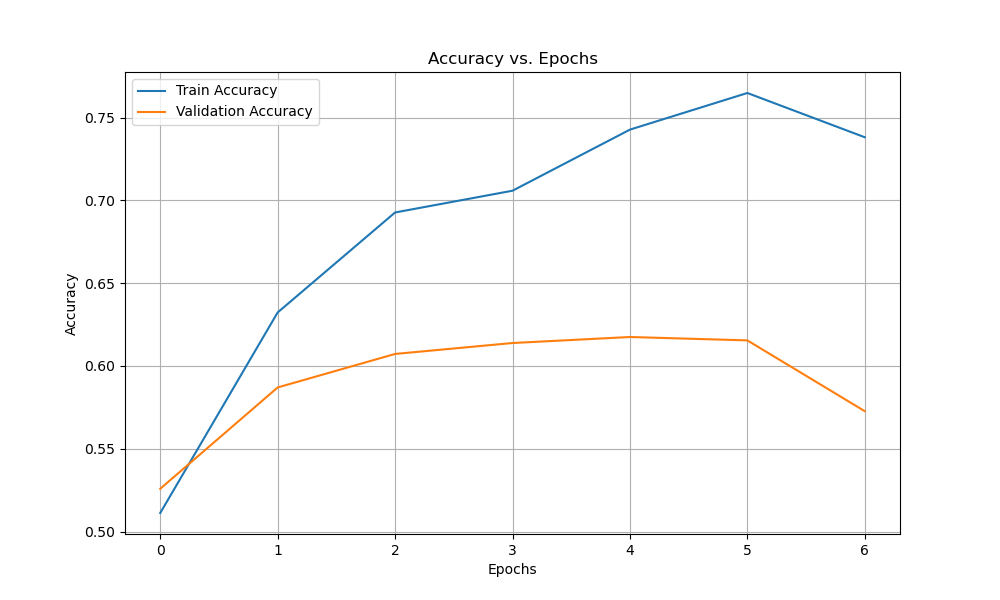 Accuracy vs. Epochs
Train Accuracy
Validation Accuracy
0.75
0.70
0.65
0.60
0.55
0.50
Accuracy
0 1 2 3 4 5 6
Epochs